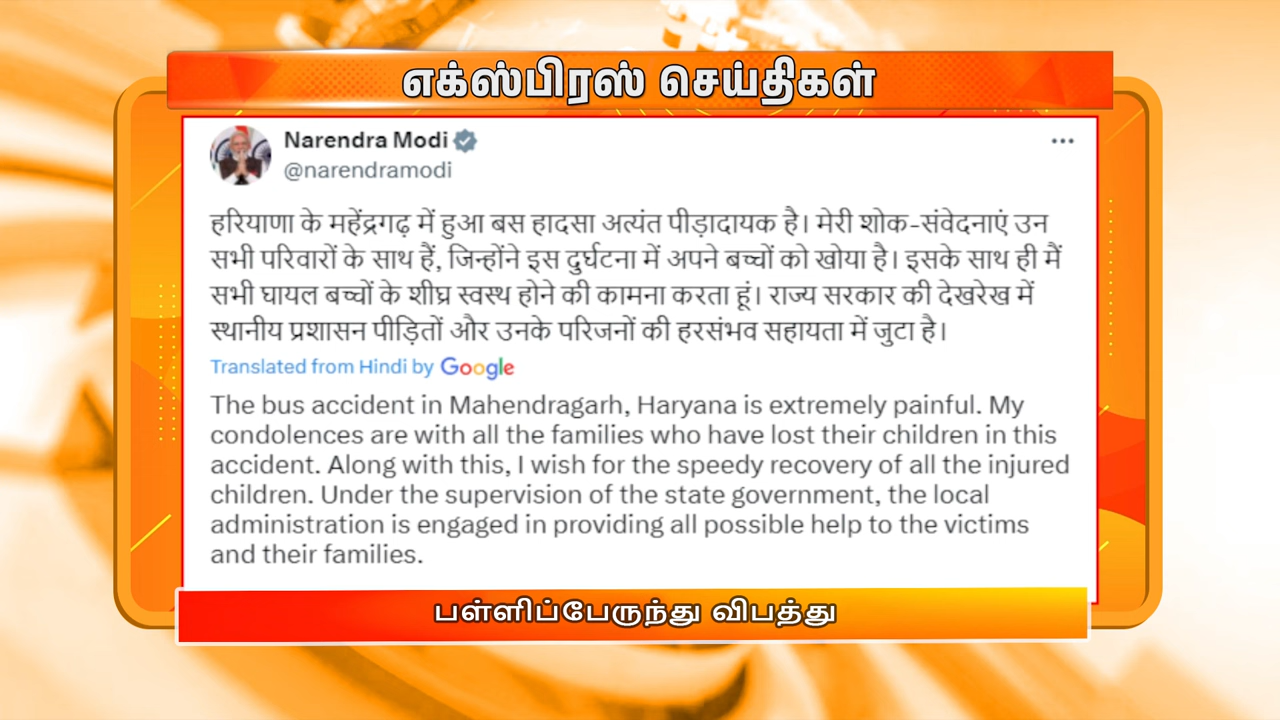 எக்ஸ்பிரஸ் செய்திகள்
Narendra Modi
@narendramodi
हरियाणा के महेंद्रगढ़ में हुआ बस हादसा अत्यंत पीड़ादायक है। मेरी शोक-संवेदनाएं उन
सभी परिवारों के साथ हैं, जिन्होंने इस दुर्घटना में अपने बच्चों को खोया है। इसके साथ ही मैं
सभी घायल बच्चों के शीघ्र स्वस्थ होने की कामना करता हूं। राज्य सरकार की देखरेख में
स्थानीय प्रशासन पीड़ितों और उनके परिजनों की हरसंभव सहायता में जुटा है।
Translated from Hindi by Google
The bus accident in Mahendragarh, Haryana is extremely painful. My
condolences are with all the families who have lost their children in this
accident. Along with this, I wish for the speedy recovery of all the injured
children. Under the supervision of the state government, the local
administration is engaged in providing all possible help to the victims
and their families.
பள்ளிப்பேருந்து விபத்து